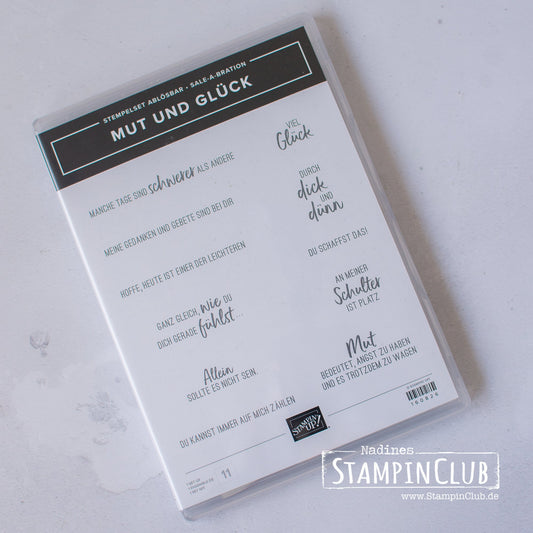 STEMPELSET ABLÖSBAR • SALE-A-BRATION
MUT UND GLÜCK
MANCHE TAGE SIND schwerer ALS ANDERE
MEINE GEDANKEN UND GEBETE SIND BEI DIR
HOFFE, HEUTE IST EINER DER LEICHTEREN
GANZ GLEICH, wie DU
DICH GERADE fühlst...
Allein
SOLLTE ES NICHT SEIN.
DU KANNST IMMER AUF MICH ZÄHLEN
VIEL
Glück
DURCH
dick
UND
dünn
DU SCHAFFST DAS!
AN MEINER
Schulter
IST PLATZ
Mut
BEDEUTET, ANGST ZU HABEN
UND ES TROTZDEM ZU WAGEN
STAMPIN' UP!
160826
11
Nadines
STAMPINCLUB
www.StampinClub.de